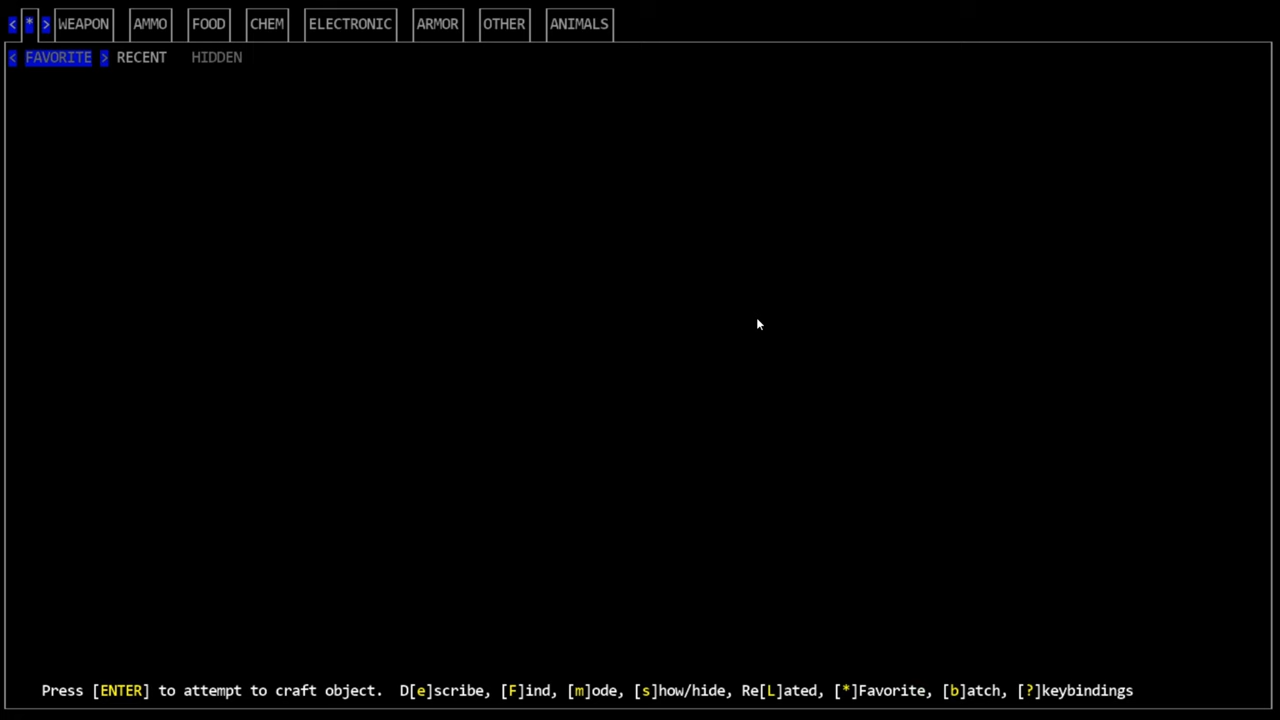 < * > WEAPON AMMO FOOD CHEM ELECTRONIC ARMOR OTHER ANIMALS
< FAVORITE > RECENT HIDDEN
Press [ENTER] to attempt to craft object. D[e]scribe, [F]ind, [m]ode, [s]how/hide, Re[L]ated, [*]Favorite, [b]atch, [?]keybindings